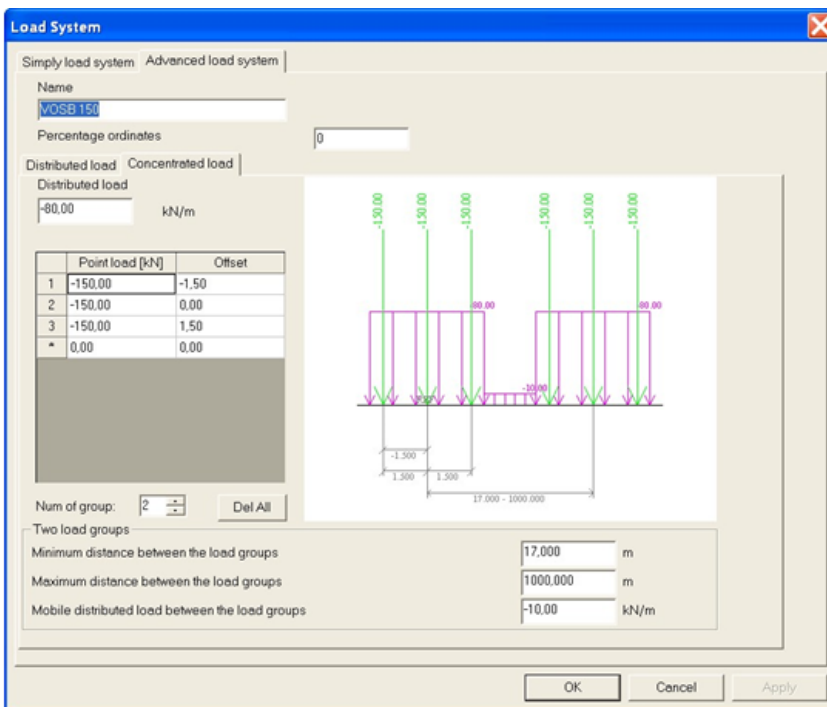 Load System
Simply load system Advanced load system
Name
VOSB 150
Percentage ordinates 0
Distributed load Concentrated load
Distributed load
-80,00 kN/m
Point load [kN] Offset
1 -150,00 -1,50
2 -150,00 0,00
3 -150,00 1,50
* 0,00 0,00
-150.00 -150.00 -150.00 -150.00 -150.00 -150.00
-80.00 -80.00
-10.00
-1.500
1.500 1.500
17.000 - 1000.000
Num of group: 2 Del All
Two load groups
Minimum distance between the load groups 17,000 m
Maximum distance between the load groups 1000,000 m
Mobile distributed load between the load groups -10,00 kN/m
OK Cancel Apply